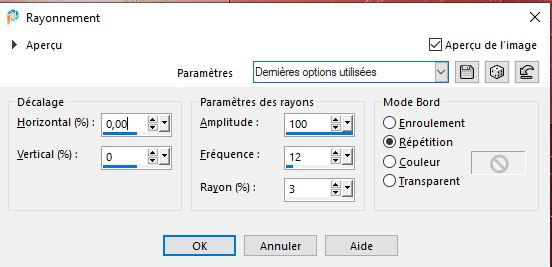 Rayonnement
Aperçu
Aperçu de l'image
Paramètres
Dernières options utilisées
Décalage
Horizontal (%) : 0,00
Vertical (%) : 0
Paramètres des rayons
Amplitude : 100
Fréquence : 12
Rayon (%) : 3
Mode Bord
Enroulement
Répétition
Couleur
Transparent
OK
Annuler
Aide